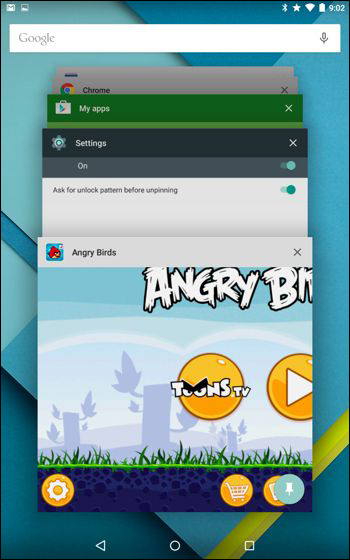 9:02
Google
Chrome
My apps
Settings
On
Ask for unlock pattern before unpinning
Angry Birds
ANGRY BI
TOONS TV